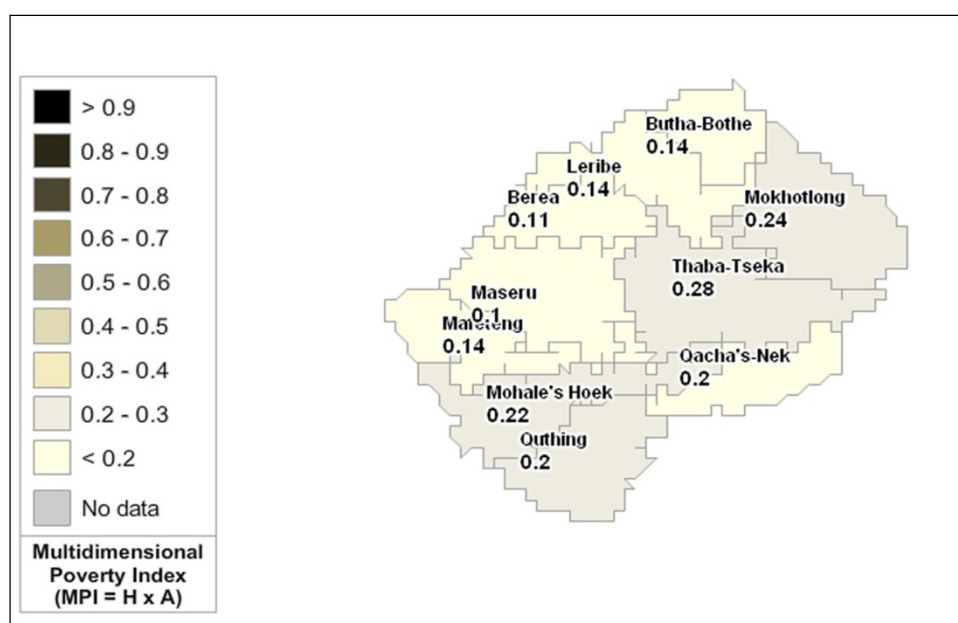 > 0.9
0.8 - 0.9
0.7 - 0.8
0.6 - 0.7
0.5 - 0.6
0.4 - 0.5
0.3 - 0.4
0.2 - 0.3
< 0.2
No data
Multidimensional
Poverty Index
(MPI = H x A)
Butha-Bothe
0.14
Leribe
0.14
Berea
0.11
Mokhotlong
0.24
Thaba-Tseka
0.28
Maseru
0.1
Mafeteng
0.14
Qacha's-Nek
0.2
Mohale's Hoek
0.22
Quthing
0.2